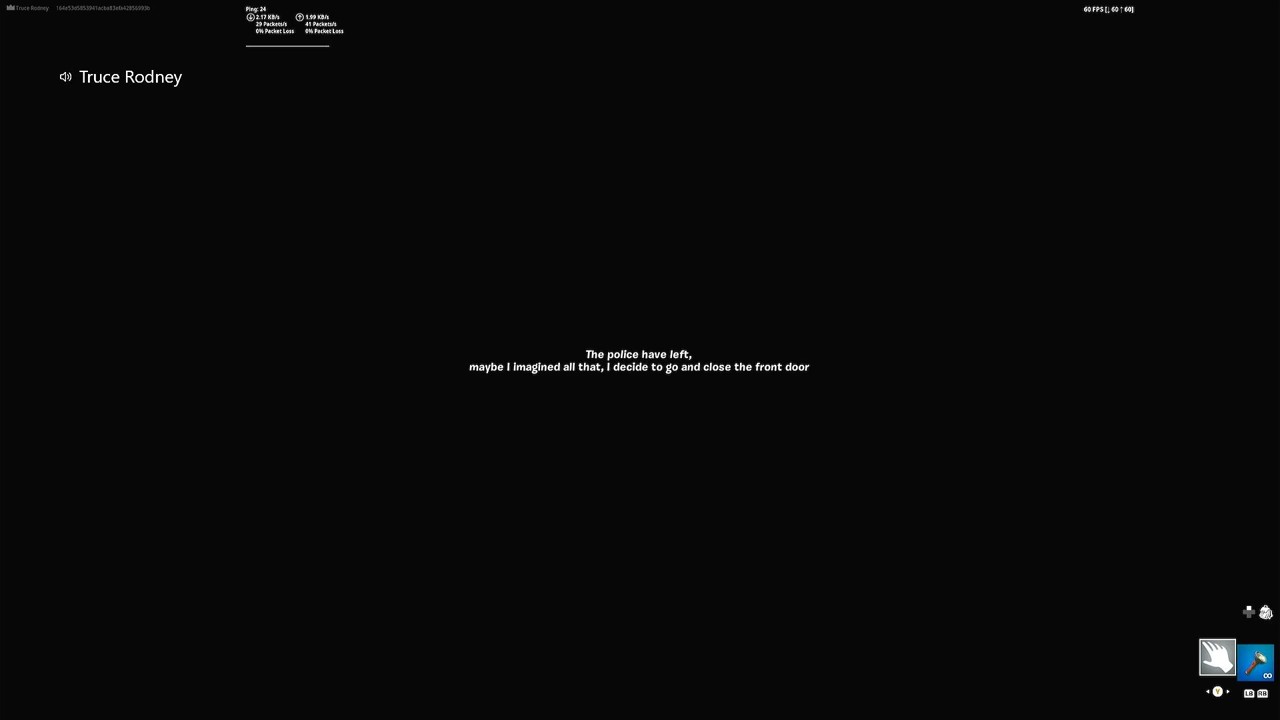 Truce Rodney
Ping: 24
2.17 KB/s 1.99 KB/s
29 Packets/s 41 Packets/s
0% Packet Loss 0% Packet Loss
60 FPS [↓ 60 ↑ 60]
Truce Rodney
The police have left,
maybe I imagined all that, I decide to go and close the front door
∞
Y
LB RB